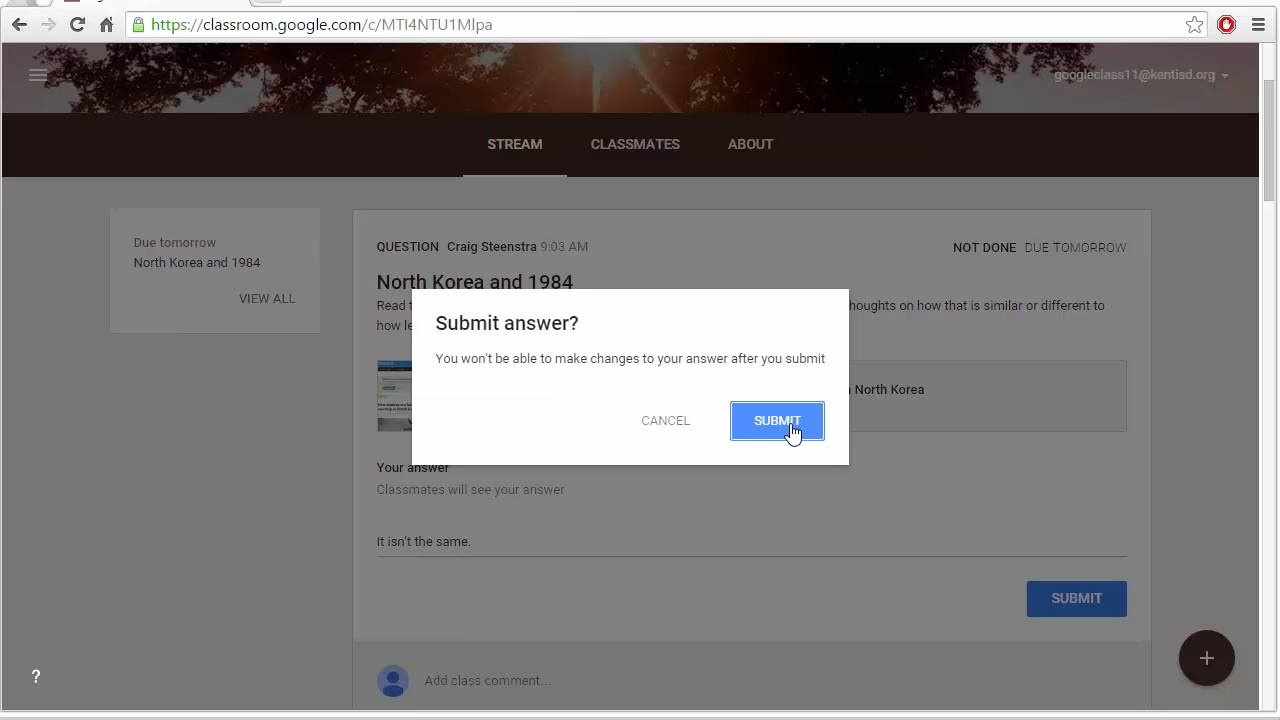 https://classroom.google.com/c/MTI4NTU1Mlpa
googleclass11@kentisd.org
STREAM CLASSMATES ABOUT
Due tomorrow
North Korea and 1984
VIEW ALL
QUESTION Craig Steenstra 9:03 AM
NOT DONE DUE TOMORROW
North Korea and 1984
Read
houghts on how that is similar or different to
how le
North Korea
Submit answer?
You won't be able to make changes to your answer after you submit
CANCEL SUBMIT
Your answer
Classmates will see your answer
It isn't the same.
SUBMIT
+
?
Add class comment...